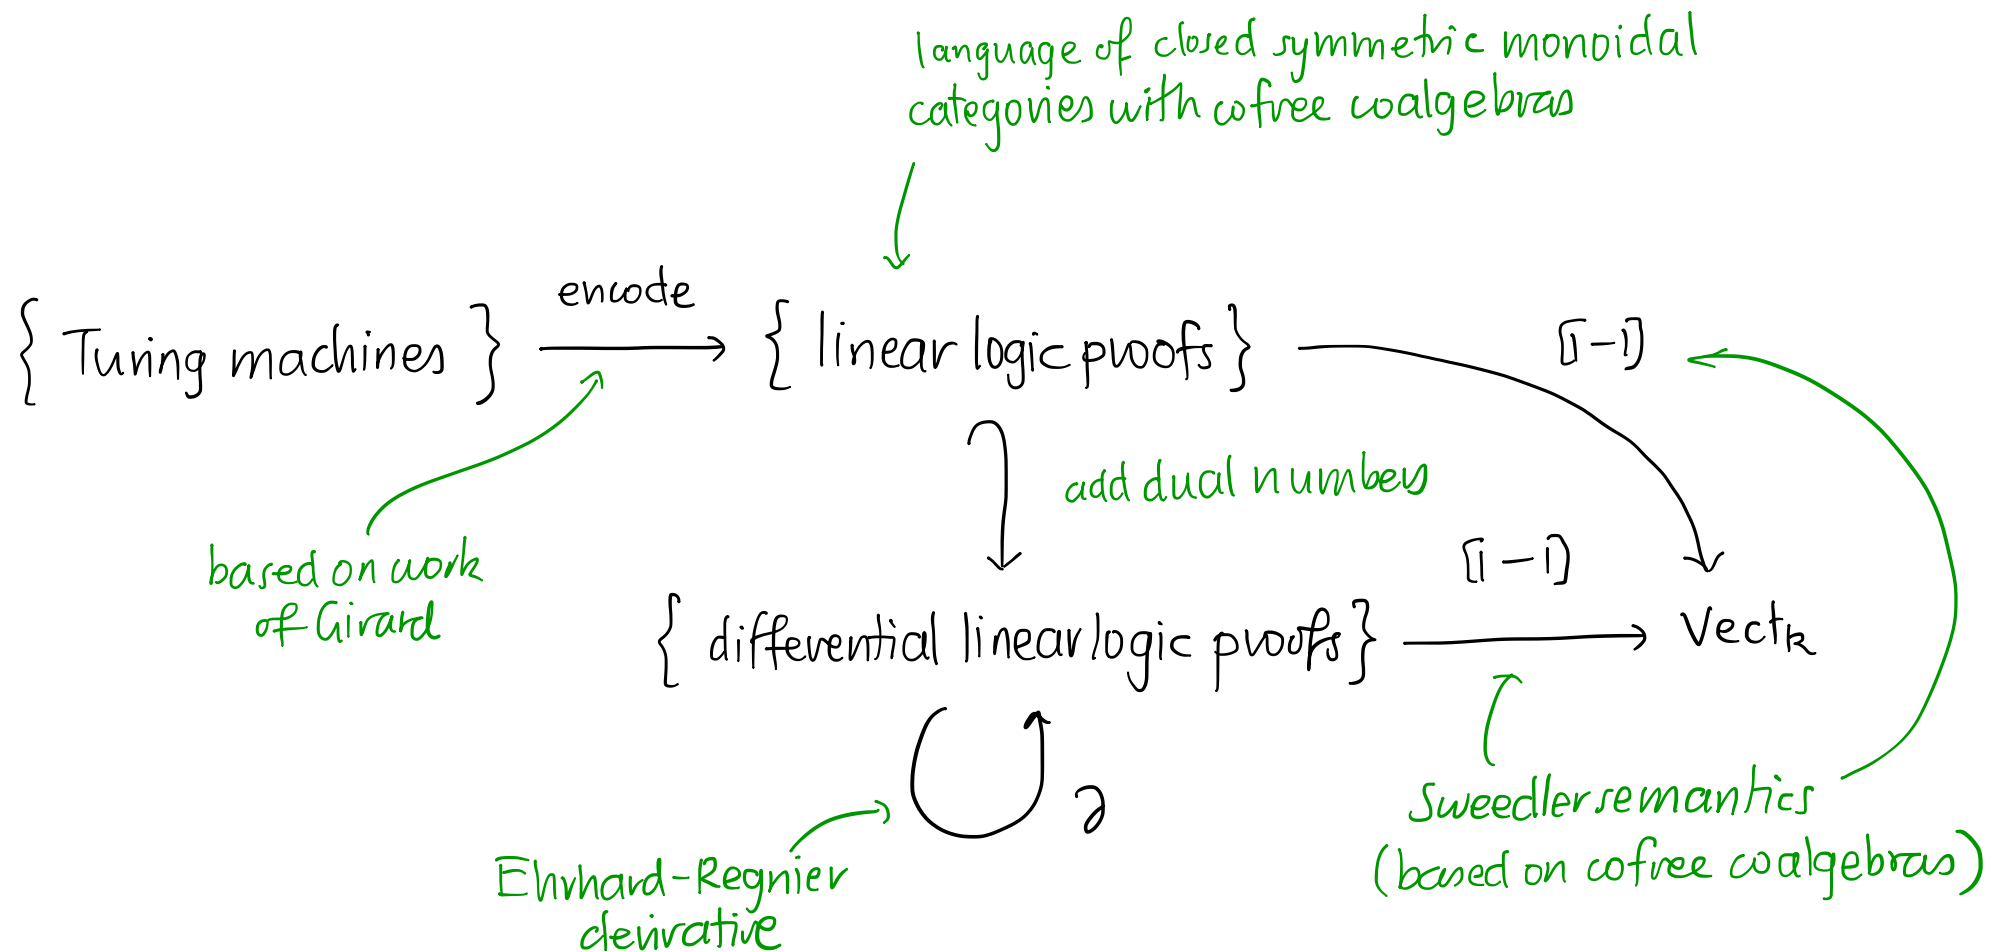 language of closed symmetric monoidal
categories with cofree coalgebras
{ Turing machines }
encode
{ linear logic proofs }
⟦-⟧
add dual numbers
based on work
of Girard
{ differential linear logic proofs }
⟦-⟧
Vectₖ
∂
Ehrhard-Regnier
derivative
Sweedler semantics
(based on cofree coalgebras)